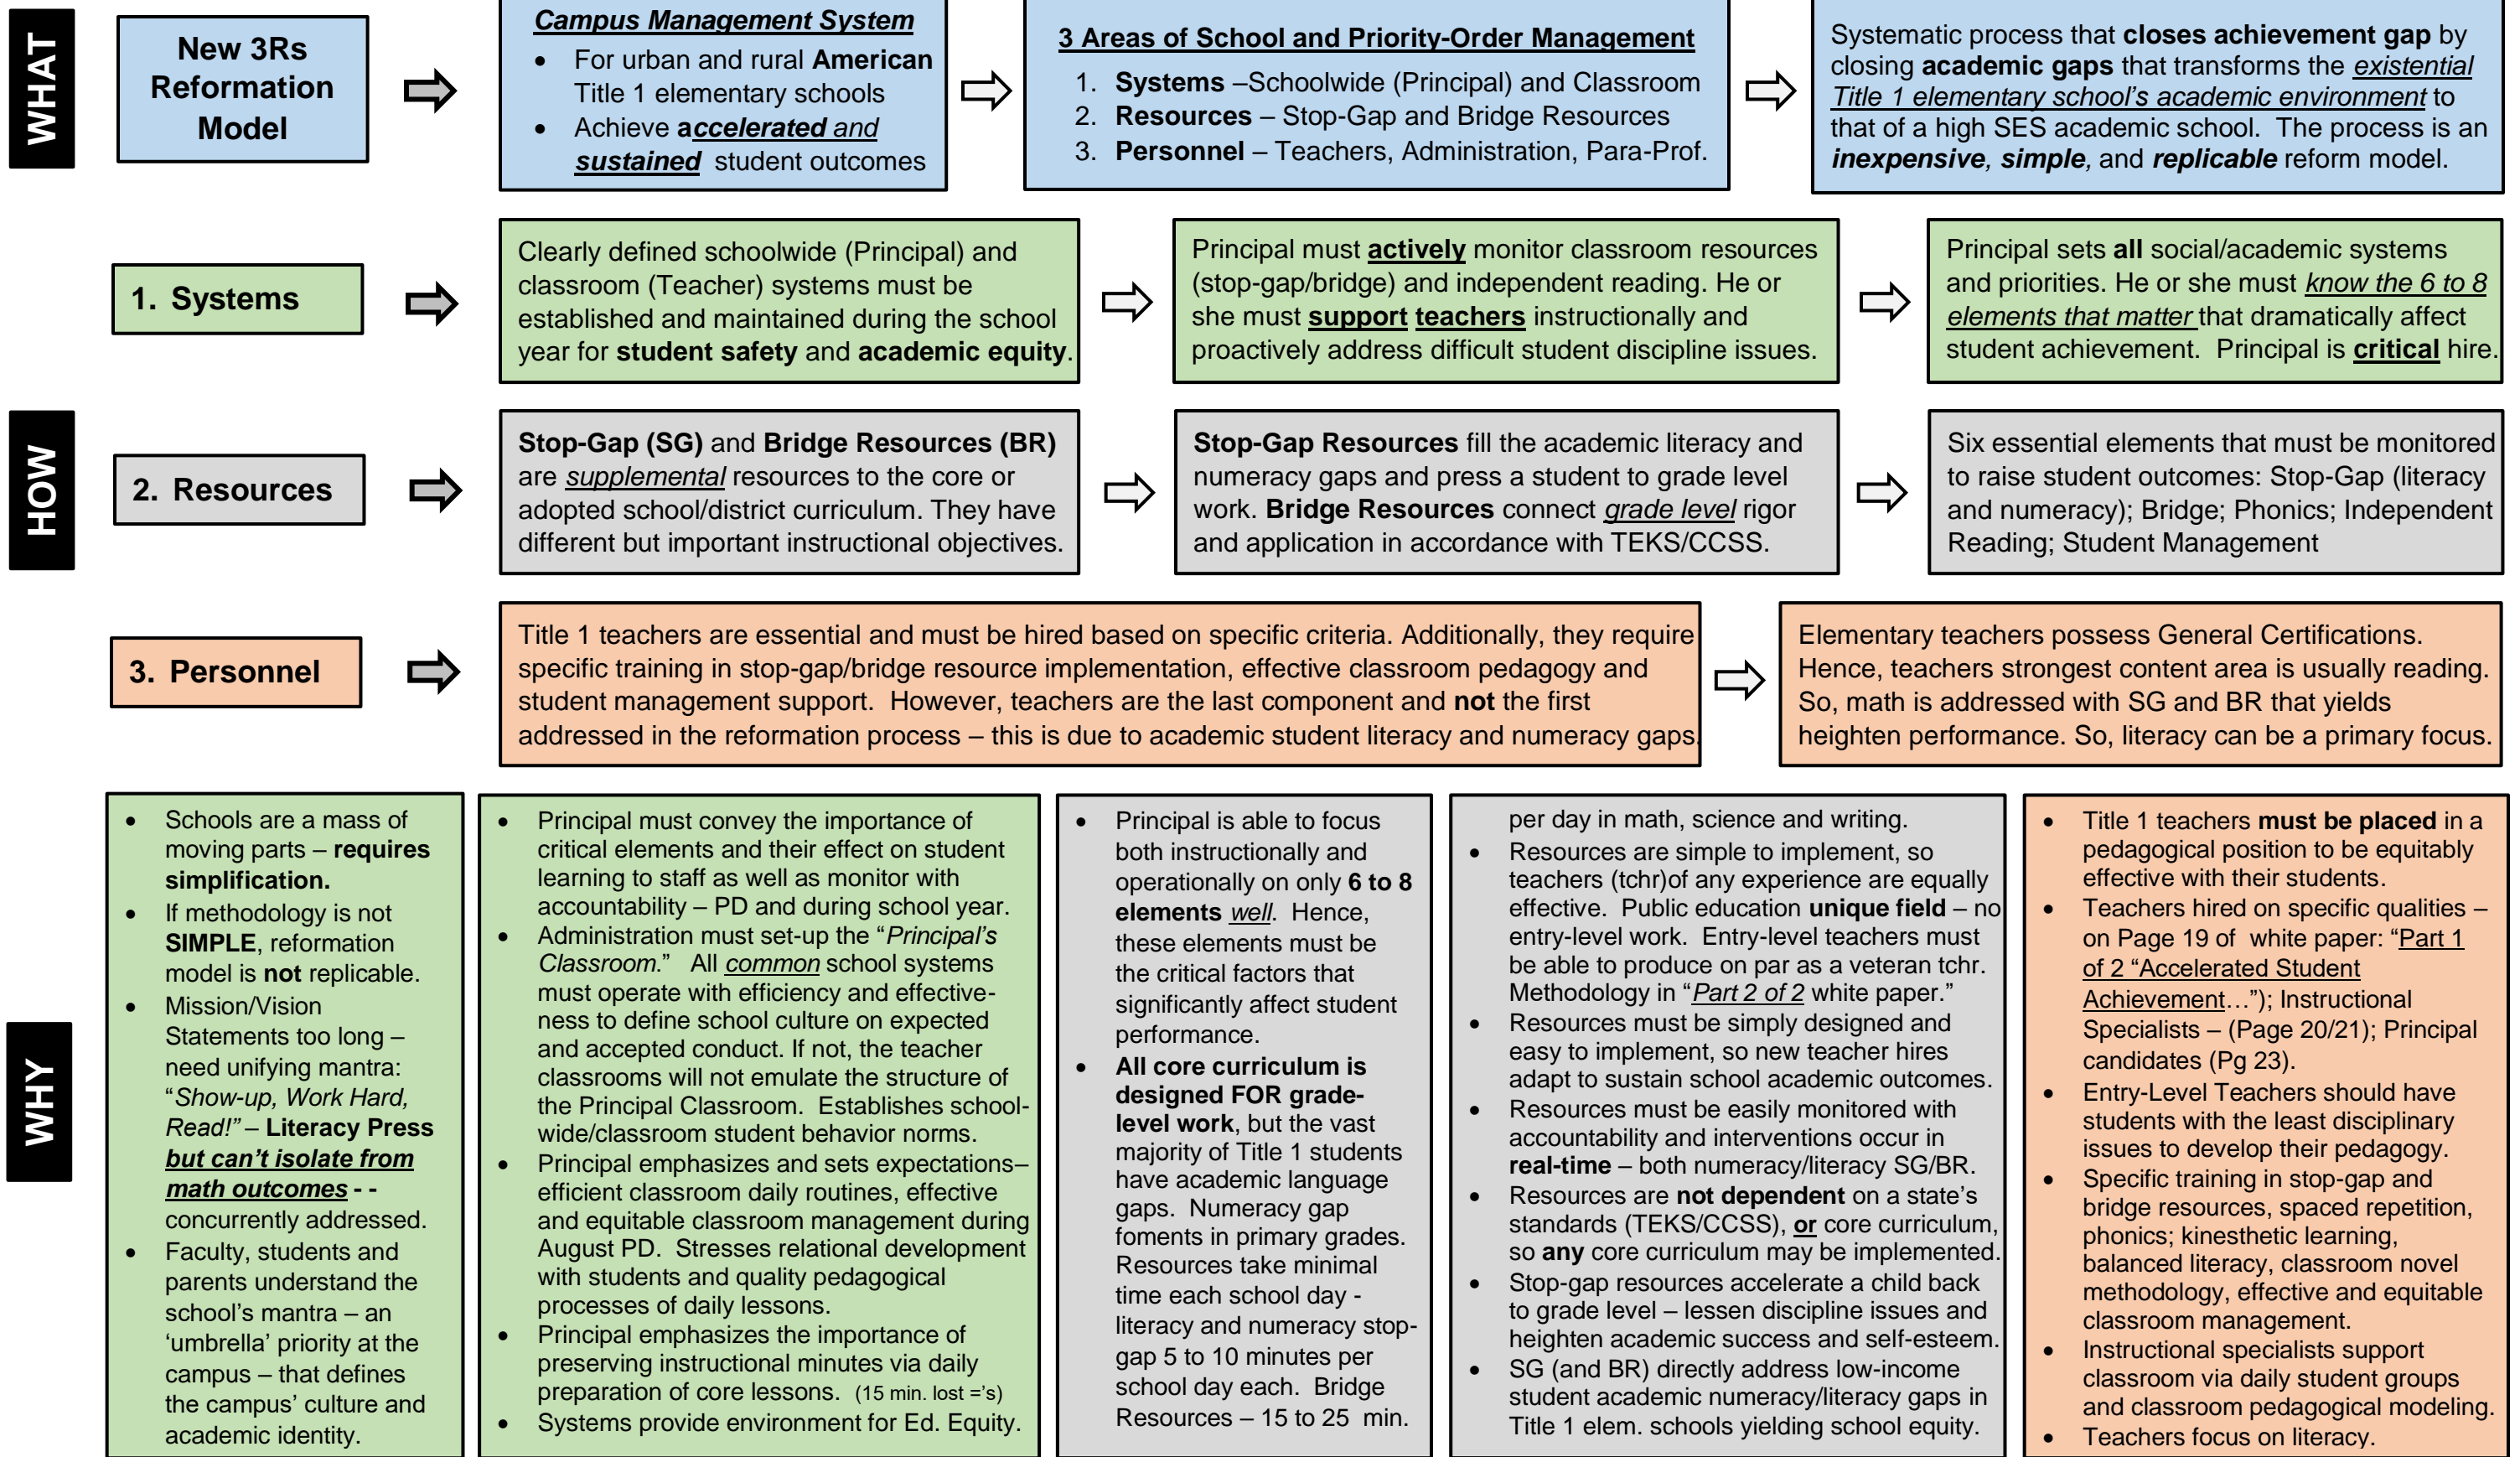 WHAT
New 3Rs
Reformation
Model
Campus Management System
• For urban and rural American
Title 1 elementary schools
• Achieve accelerated and
sustained student outcomes
3 Areas of School and Priority-Order Management
1. Systems –Schoolwide (Principal) and Classroom
2. Resources – Stop-Gap and Bridge Resources
3. Personnel – Teachers, Administration, Para-Prof.
Systematic process that closes achievement gap by
closing academic gaps that transforms the existential
Title 1 elementary school's academic environment to
that of a high SES academic school. The process is an
inexpensive, simple, and replicable reform model.
HOW
1. Systems
Clearly defined schoolwide (Principal) and
classroom (Teacher) systems must be
established and maintained during the school
year for student safety and academic equity.
Principal must actively monitor classroom resources
(stop-gap/bridge) and independent reading. He or
she must support teachers instructionally and
proactively address difficult student discipline issues.
Principal sets all social/academic systems
and priorities. He or she must know the 6 to 8
elements that matter that dramatically affect
student achievement. Principal is critical hire.
2. Resources
Stop-Gap (SG) and Bridge Resources (BR)
are supplemental resources to the core or
adopted school/district curriculum. They have
different but important instructional objectives.
Stop-Gap Resources fill the academic literacy and
numeracy gaps and press a student to grade level
work. Bridge Resources connect grade level rigor
and application in accordance with TEKS/CCSS.
Six essential elements that must be monitored
to raise student outcomes: Stop-Gap (literacy
and numeracy); Bridge; Phonics; Independent
Reading; Student Management
3. Personnel
Title 1 teachers are essential and must be hired based on specific criteria. Additionally, they require
specific training in stop-gap/bridge resource implementation, effective classroom pedagogy and
student management support. However, teachers are the last component and not the first
addressed in the reformation process – this is due to academic student literacy and numeracy gaps.
Elementary teachers possess General Certifications.
Hence, teachers strongest content area is usually reading.
So, math is addressed with SG and BR that yields
heighten performance. So, literacy can be a primary focus.
WHY
• Schools are a mass of
moving parts – requires
simplification.
• If methodology is not
SIMPLE, reformation
model is not replicable.
• Mission/Vision
Statements too long –
need unifying mantra:
“Show-up, Work Hard,
Read!” – Literacy Press
but can't isolate from
math outcomes - -
concurrently addressed.
• Faculty, students and
parents understand the
school's mantra – an
‘umbrella’ priority at the
campus – that defines
the campus’ culture and
academic identity.
• Principal must convey the importance of
critical elements and their effect on student
learning to staff as well as monitor with
accountability – PD and during school year.
• Administration must set-up the “Principal's
Classroom.” All common school systems
must operate with efficiency and effective-
ness to define school culture on expected
and accepted conduct. If not, the teacher
classrooms will not emulate the structure of
the Principal Classroom. Establishes school-
wide/classroom student behavior norms.
• Principal emphasizes and sets expectations–
efficient classroom daily routines, effective
and equitable classroom management during
August PD. Stresses relational development
with students and quality pedagogical
processes of daily lessons.
• Principal emphasizes the importance of
preserving instructional minutes via daily
preparation of core lessons. (15 min. lost =’s)
• Systems provide environment for Ed. Equity.
• Principal is able to focus
both instructionally and
operationally on only 6 to 8
elements well. Hence,
these elements must be
the critical factors that
significantly affect student
performance.
• All core curriculum is
designed FOR grade-
level work, but the vast
majority of Title 1 students
have academic language
gaps. Numeracy gap
foments in primary grades.
Resources take minimal
time each school day -
literacy and numeracy stop-
gap 5 to 10 minutes per
school day each. Bridge
Resources – 15 to 25 min.
per day in math, science and writing.
• Resources are simple to implement, so
teachers (tchr)of any experience are equally
effective. Public education unique field – no
entry-level work. Entry-level teachers must
be able to produce on par as a veteran tchr.
Methodology in “Part 2 of 2 white paper.”
• Resources must be simply designed and
easy to implement, so new teacher hires
adapt to sustain school academic outcomes.
• Resources must be easily monitored with
accountability and interventions occur in
real-time – both numeracy/literacy SG/BR.
• Resources are not dependent on a state's
standards (TEKS/CCSS), or core curriculum,
so any core curriculum may be implemented.
• Stop-gap resources accelerate a child back
to grade level – lessen discipline issues and
heighten academic success and self-esteem.
• SG (and BR) directly address low-income
student academic numeracy/literacy gaps in
Title 1 elem. schools yielding school equity.
• Title 1 teachers must be placed in a
pedagogical position to be equitably
effective with their students.
• Teachers hired on specific qualities –
on Page 19 of white paper: “Part 1
of 2 “Accelerated Student
Achievement…”); Instructional
Specialists – (Page 20/21); Principal
candidates (Pg 23).
• Entry-Level Teachers should have
students with the least disciplinary
issues to develop their pedagogy.
• Specific training in stop-gap and
bridge resources, spaced repetition,
phonics; kinesthetic learning,
balanced literacy, classroom novel
methodology, effective and equitable
classroom management.
• Instructional specialists support
classroom via daily student groups
and classroom pedagogical modeling.
• Teachers focus on literacy.